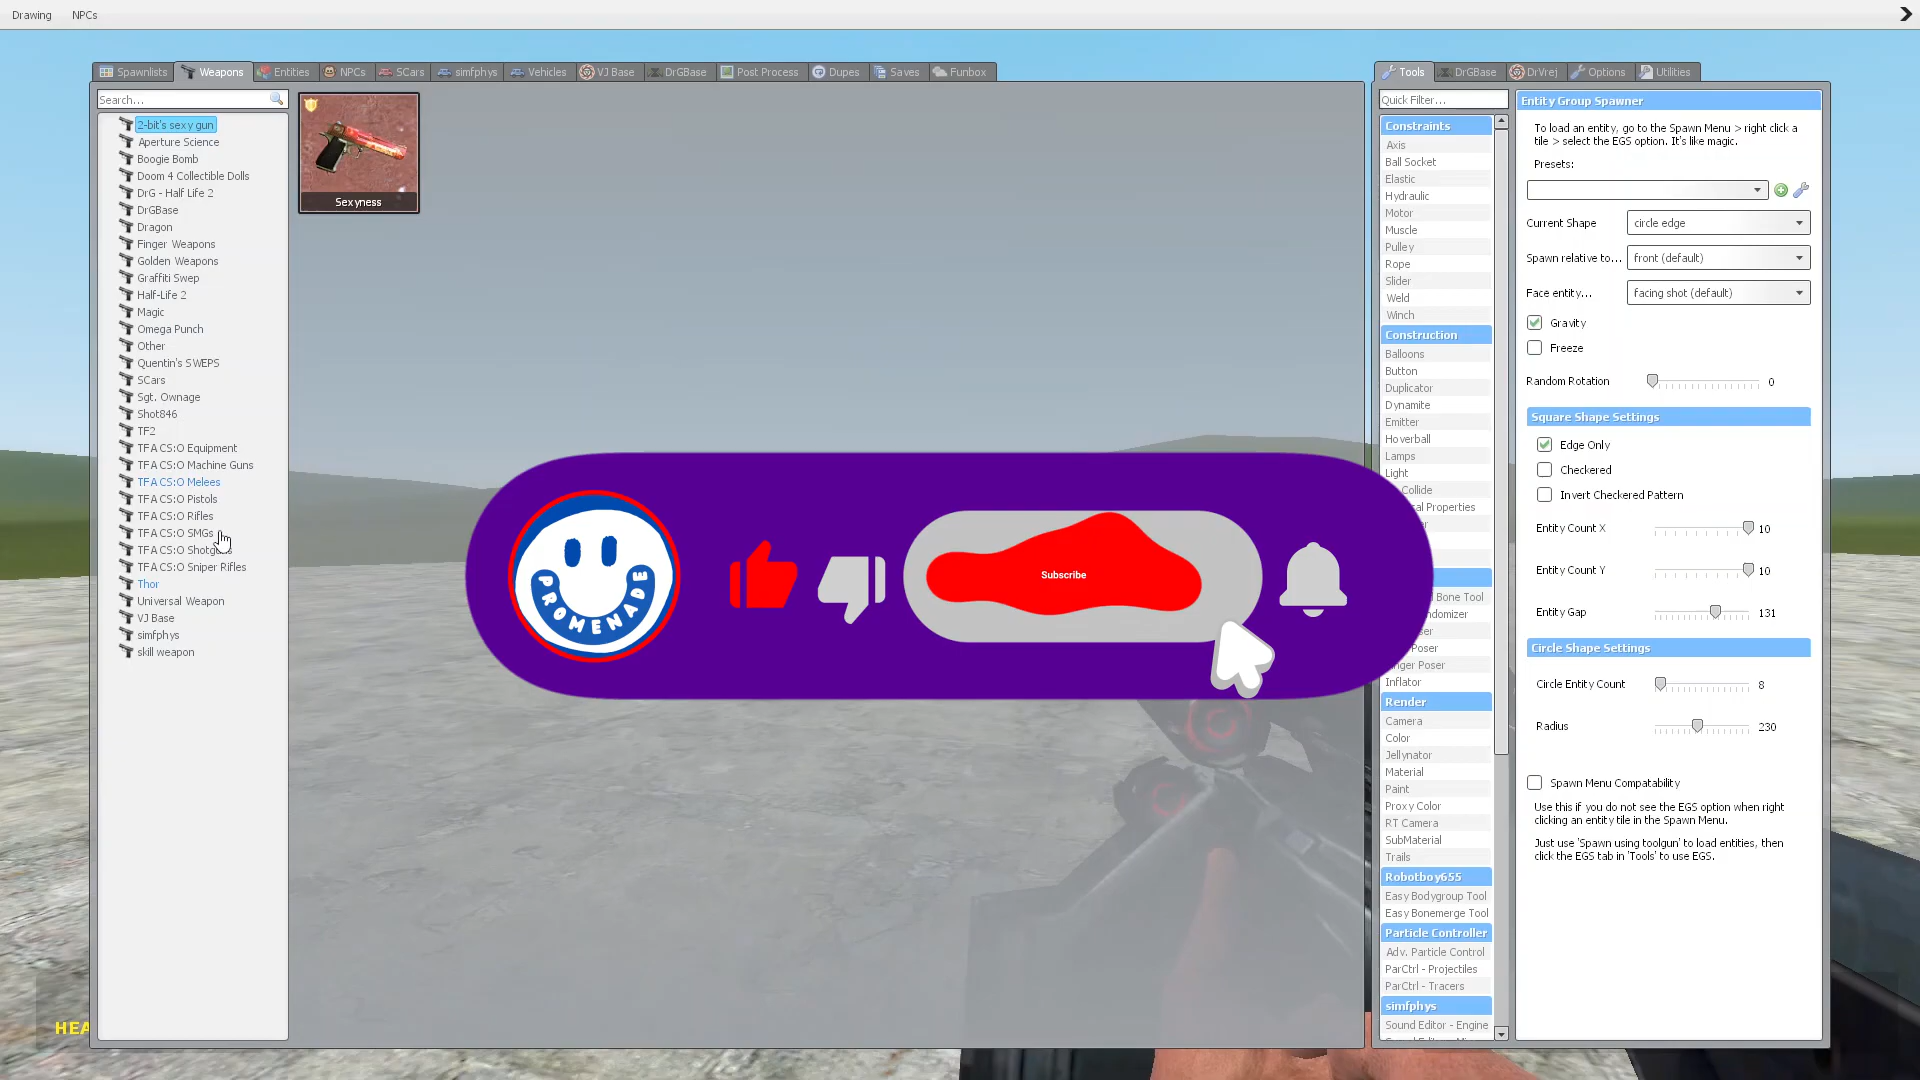 Drawing NPCs
Spawnlists Weapons Entities NPCs SCars simfphys Vehicles VJ Base DrGBase Post Process Dupes Saves Funbox
Search...
2-bit's sexy gun
Aperture Science
Boogie Bomb
Doom 4 Collectible Dolls
DrG - Half Life 2
DrGBase
Dragon
Finger Weapons
Golden Weapons
Graffiti Swep
Half-Life 2
Magic
Omega Punch
Other
Quentin's SWEPS
SCars
Sgt. Ownage
Shot846
TF2
TFA CS:O Equipment
TFA CS:O Machine Guns
TFA CS:O Melees
TFA CS:O Pistols
TFA CS:O Rifles
TFA CS:O SMGs
TFA CS:O
TFA CS:O Sniper Rifles
Thor
Universal Weapon
VJ Base
simfphys
skill weapon
Sexyness
PROMENADE
Subscribe
HEA
Tools DrGBase DrVrej Options Utilities
Quick Filter...
Constraints
Axis
Ball Socket
Elastic
Hydraulic
Motor
Muscle
Pulley
Rope
Slider
Weld
Winch
Construction
Balloons
Button
Duplicator
Dynamite
Emitter
Hoverball
Lamps
Light
Collide
al Properties
Bone Tool
ndomizer
ser
Poser
nger Poser
Inflator
Render
Camera
Color
Jellynator
Material
Paint
Proxy Color
RT Camera
SubMaterial
Trails
Robotboy655
Easy Bodygroup Tool
Easy Bonemerge Tool
Particle Controller
Adv. Particle Control
ParCtrl - Projectiles
ParCtrl - Tracers
simfphys
Sound Editor - Engine
Entity Group Spawner
To load an entity, go to the Spawn Menu > right click a
tile > select the EGS option. It's like magic.
Presets:
Current Shape circle edge
Spawn relative to... front (default)
Face entity... facing shot (default)
Gravity
Freeze
Random Rotation 0
Square Shape Settings
Edge Only
Checkered
Invert Checkered Pattern
Entity Count X 10
Entity Count Y 10
Entity Gap 131
Circle Shape Settings
Circle Entity Count 8
Radius 230
Spawn Menu Compatability
Use this if you do not see the EGS option when right
clicking an entity tile in the Spawn Menu.
Just use 'Spawn using toolgun' to load entities, then
click the EGS tab in 'Tools' to use EGS.